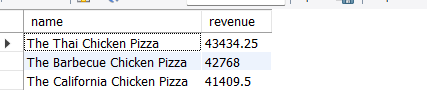 name revenue
The Thai Chicken Pizza 43434.25
The Barbecue Chicken Pizza 42768
The California Chicken Pizza 41409.5